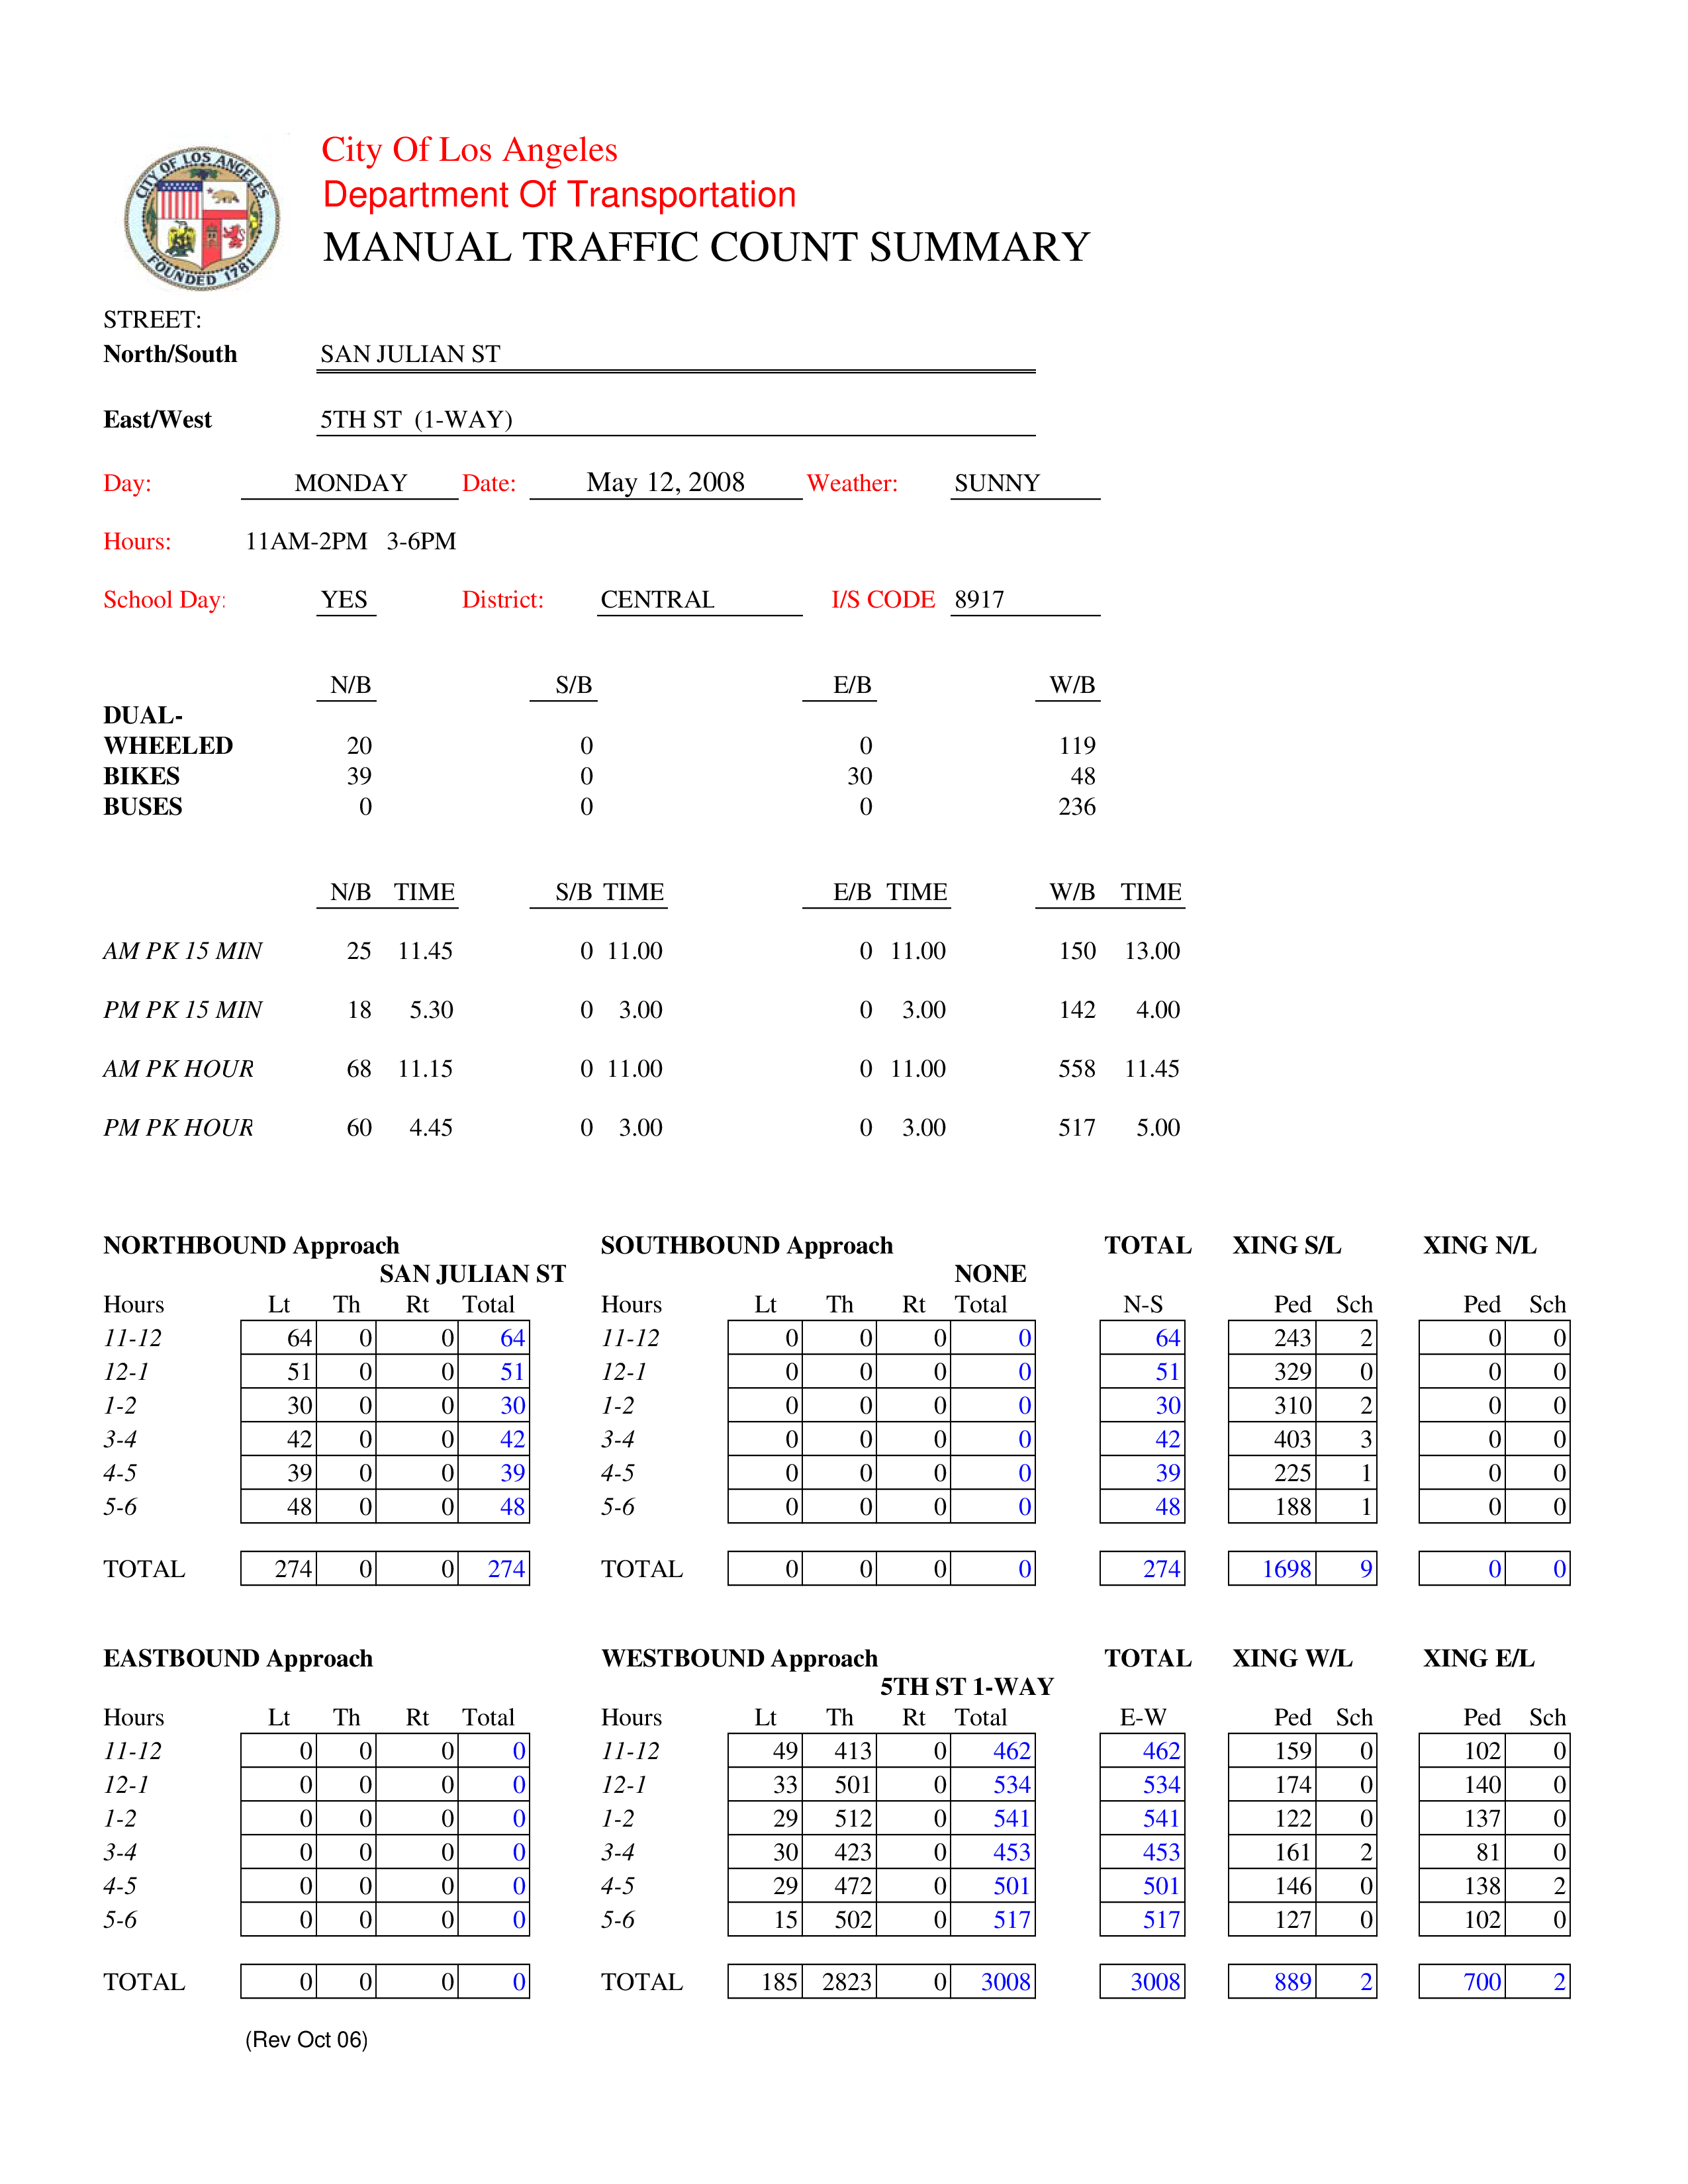 CITY OF LOS ANGELES
FOUNDED 1781
City Of Los Angeles
Department Of Transportation
MANUAL TRAFFIC COUNT SUMMARY
STREET:
North/South SAN JULIAN ST
East/West 5TH ST (1-WAY)
Day: MONDAY Date: May 12, 2008 Weather: SUNNY
Hours: 11AM-2PM 3-6PM
School Day: YES District: CENTRAL I/S CODE 8917
N/B S/B E/B W/B
DUAL-
WHEELED 20 0 0 119
BIKES 39 0 30 48
BUSES 0 0 0 236
N/B TIME S/B TIME E/B TIME W/B TIME
AM PK 15 MIN 25 11.45 0 11.00 0 11.00 150 13.00
PM PK 15 MIN 18 5.30 0 3.00 0 3.00 142 4.00
AM PK HOUR 68 11.15 0 11.00 0 11.00 558 11.45
PM PK HOUR 60 4.45 0 3.00 0 3.00 517 5.00
NORTHBOUND Approach SOUTHBOUND Approach TOTAL XING S/L XING N/L
SAN JULIAN ST NONE
Hours Lt Th Rt Total Hours Lt Th Rt Total N-S Ped Sch Ped Sch
11-12 64 0 0 64 11-12 0 0 0 0 64 243 2 0 0
12-1 51 0 0 51 12-1 0 0 0 0 51 329 0 0 0
1-2 30 0 0 30 1-2 0 0 0 0 30 310 2 0 0
3-4 42 0 0 42 3-4 0 0 0 0 42 403 3 0 0
4-5 39 0 0 39 4-5 0 0 0 0 39 225 1 0 0
5-6 48 0 0 48 5-6 0 0 0 0 48 188 1 0 0
TOTAL 274 0 0 274 TOTAL 0 0 0 0 274 1698 9 0 0
EASTBOUND Approach WESTBOUND Approach TOTAL XING W/L XING E/L
5TH ST 1-WAY
Hours Lt Th Rt Total Hours Lt Th Rt Total E-W Ped Sch Ped Sch
11-12 0 0 0 0 11-12 49 413 0 462 462 159 0 102 0
12-1 0 0 0 0 12-1 33 501 0 534 534 174 0 140 0
1-2 0 0 0 0 1-2 29 512 0 541 541 122 0 137 0
3-4 0 0 0 0 3-4 30 423 0 453 453 161 2 81 0
4-5 0 0 0 0 4-5 29 472 0 501 501 146 0 138 2
5-6 0 0 0 0 5-6 15 502 0 517 517 127 0 102 0
TOTAL 0 0 0 0 TOTAL 185 2823 0 3008 3008 889 2 700 2
(Rev Oct 06)